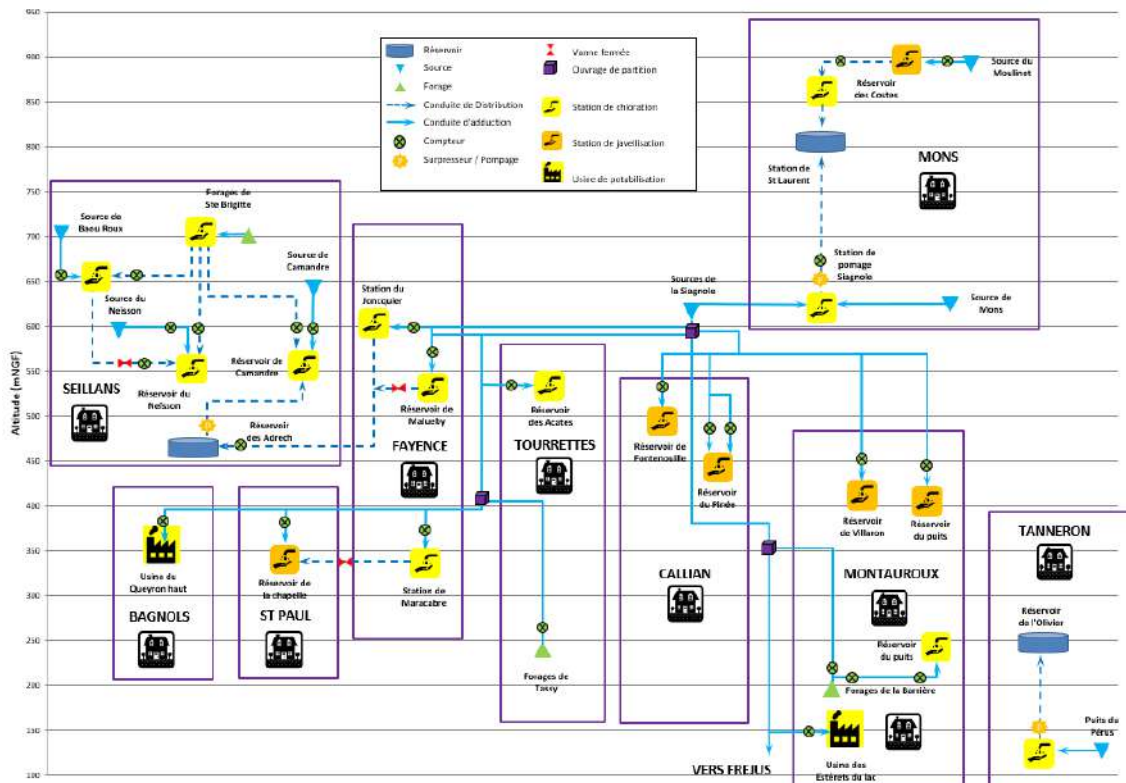 950
900
850
800
750
700
650
600
550
500
450
400
350
300
250
200
150
100
Altitude (mNGF)
Réservoir
Source
Forage
Conduite de Distribution
Conduite d'adduction
Compteur
Surpresseur / Pompage
Vanne fermée
Ouvrage de partition
Station de chloration
Station de javellisation
Usine de potabilisation
Source du
Moulinet
Réservoir
des Costes
MONS
Station de
St Laurent
Station de
pomage
Siagnole
Source de
Mons
Sources de
la Siagnole
Forages de
Ste Brigitte
Source de
Baou Roux
Source de
Camandre
Source du
Neisson
Réservoir de
Camandre
SEILLANS
Réservoir du
Neïsson
Réservoir
des Adrech
Station du
Joncquier
Réservoir de
FAYENCE
Réservoir
des Acates
TOURRETTES
Réservoir de
Fontenouille
Réservoir
Réservoir
de Villaron
Réservoir
du puits
TANNERON
Usine de
Queyron haut
BAGNOLS
Réservoir de
la chapelle
ST PAUL
Station de
Maracabre
CALLIAN
MONTAUROUX
Réservoir
de l'Olivier
Réservoir
du puits
Forages de
Tassy
Forages de la Barrière
Puits du
Pérus
VERS FREJUS
Usine des
Estérets du lac